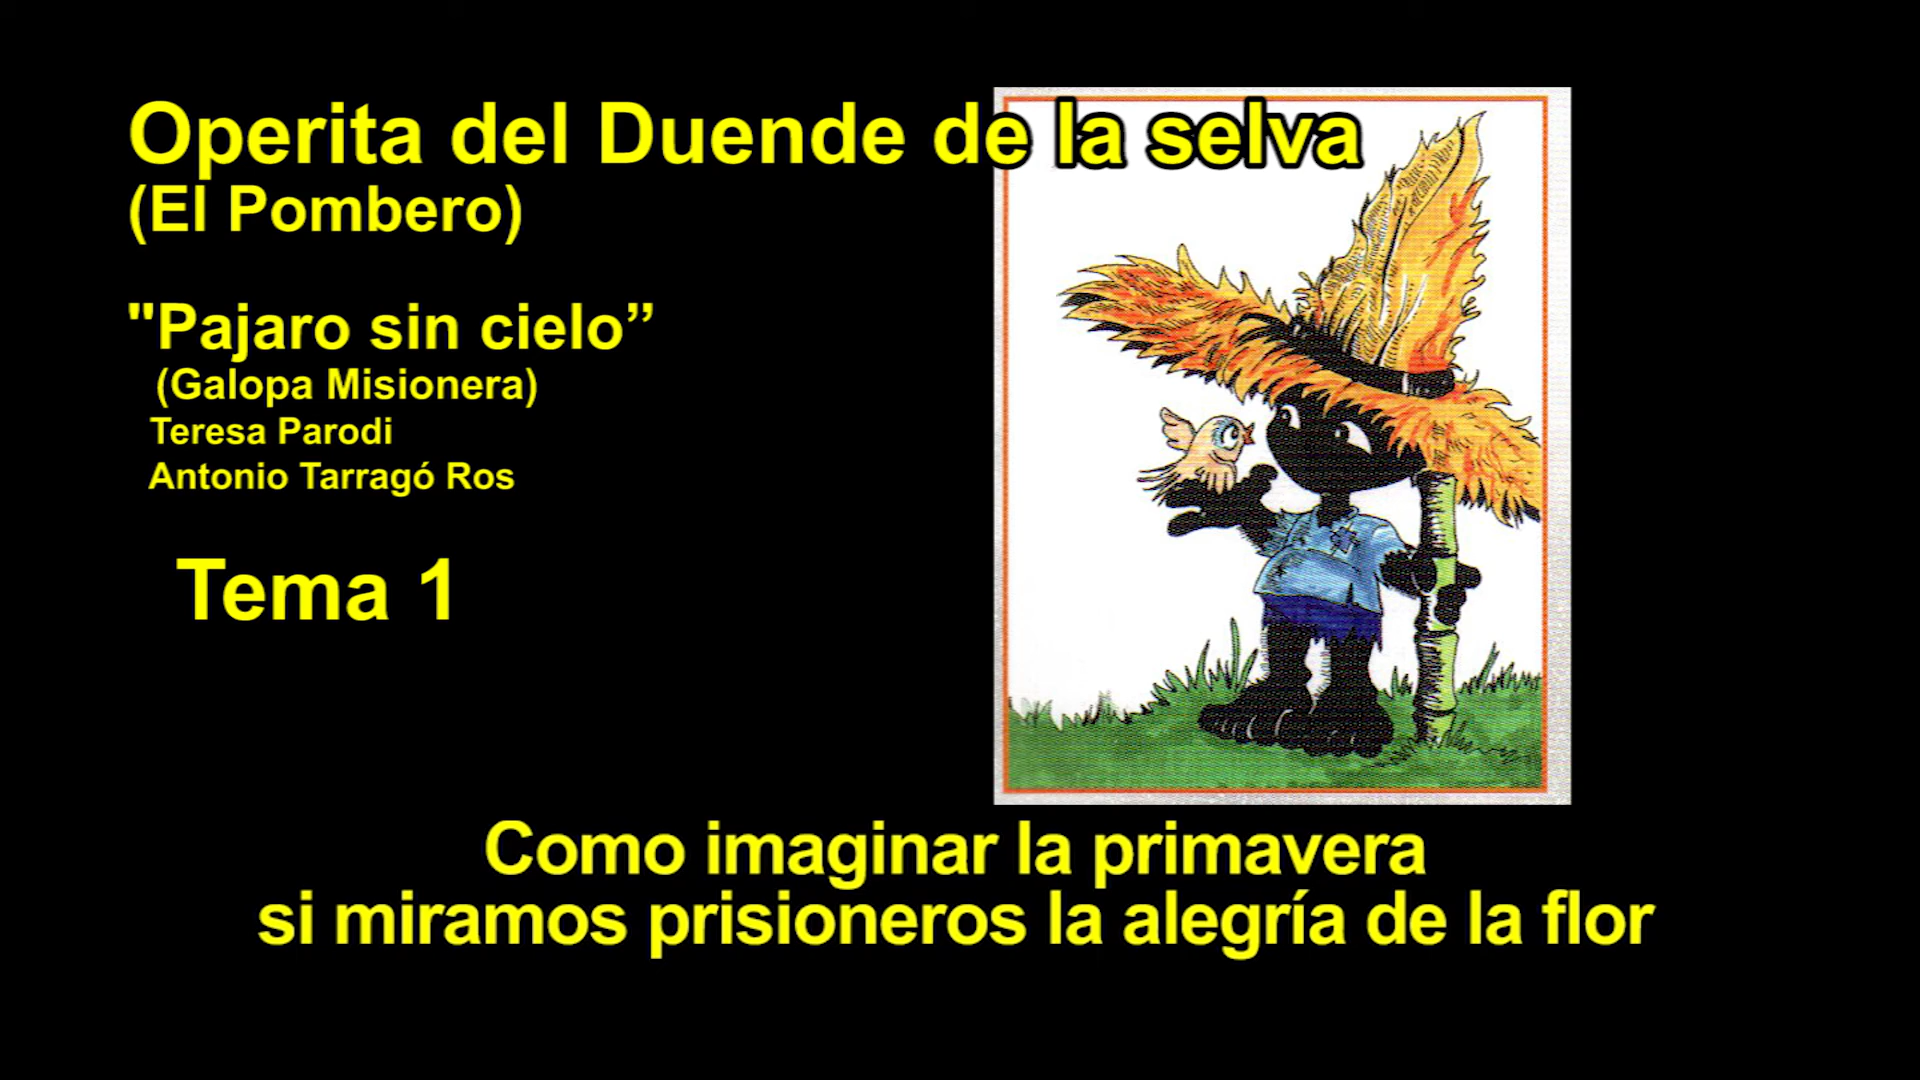 Operita del Duende de la selva
(El Pombero)
"Pajaro sin cielo”
(Galopa Misionera)
Teresa Parodi
Antonio Tarragó Ros
Tema 1
Como imaginar la primavera
si miramos prisioneros la alegría de la flor